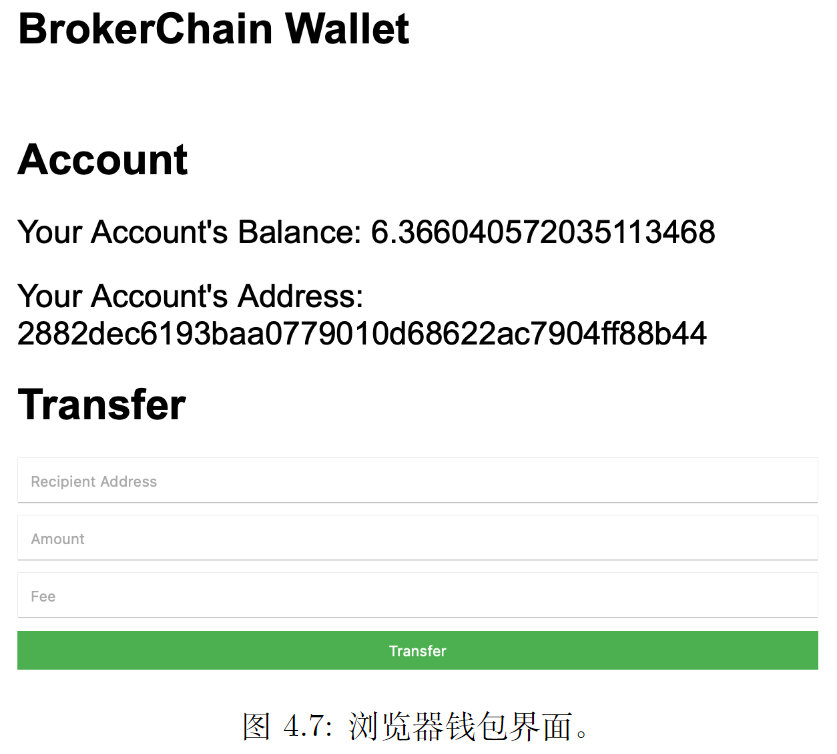 BrokerChain Wallet
Account
Your Account's Balance: 6.366040572035113468
Your Account's Address:
2882dec6193baa0779010d68622ac7904ff88b44
Transfer
Recipient Address
Amount
Fee
Transfer
图 4.7: 浏览器钱包界面。